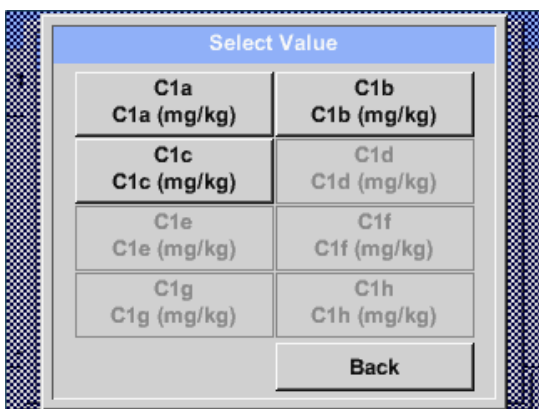 Select Value
C1a
C1a (mg/kg)
C1b
C1b (mg/kg)
C1c
C1c (mg/kg)
C1d
C1d (mg/kg)
C1e
C1e (mg/kg)
C1f
C1f (mg/kg)
C1g
C1g (mg/kg)
C1h
C1h (mg/kg)
Back